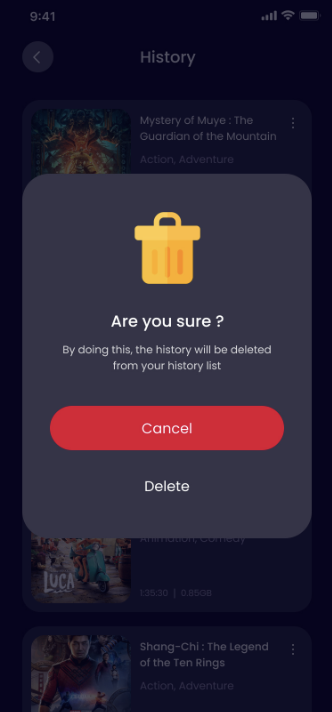 9:41
History
Mystery of Muye : The
Guardian of the Mountain
Action, Adventure
Are you sure ?
By doing this, the history will be deleted
from your history list
Cancel
Delete
Animation, Comedy
LUCA
1:35:30 | 0.85GB
Shang-Chi : The Legend
of the Ten Rings
Action, Adventure